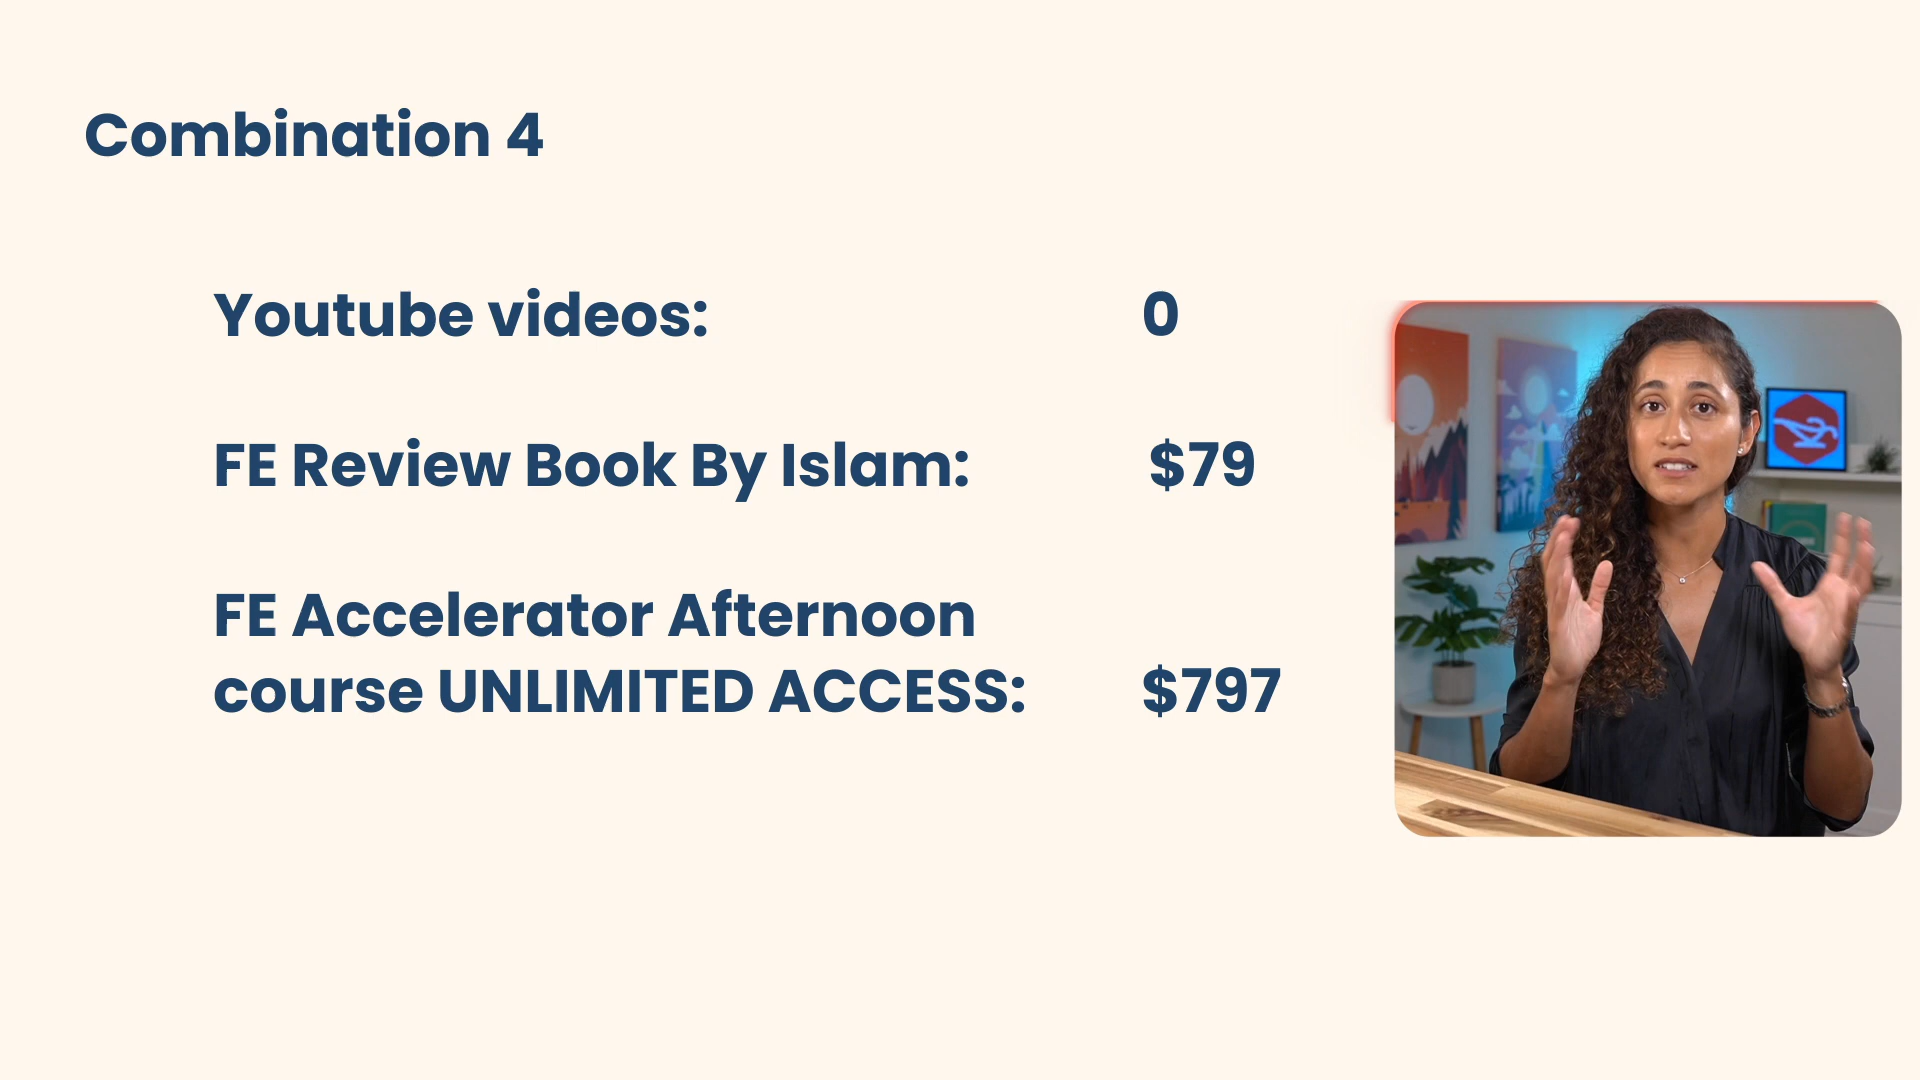 Combination 4
Youtube videos: 0
FE Review Book By Islam: $79
FE Accelerator Afternoon
course UNLIMITED ACCESS: $797